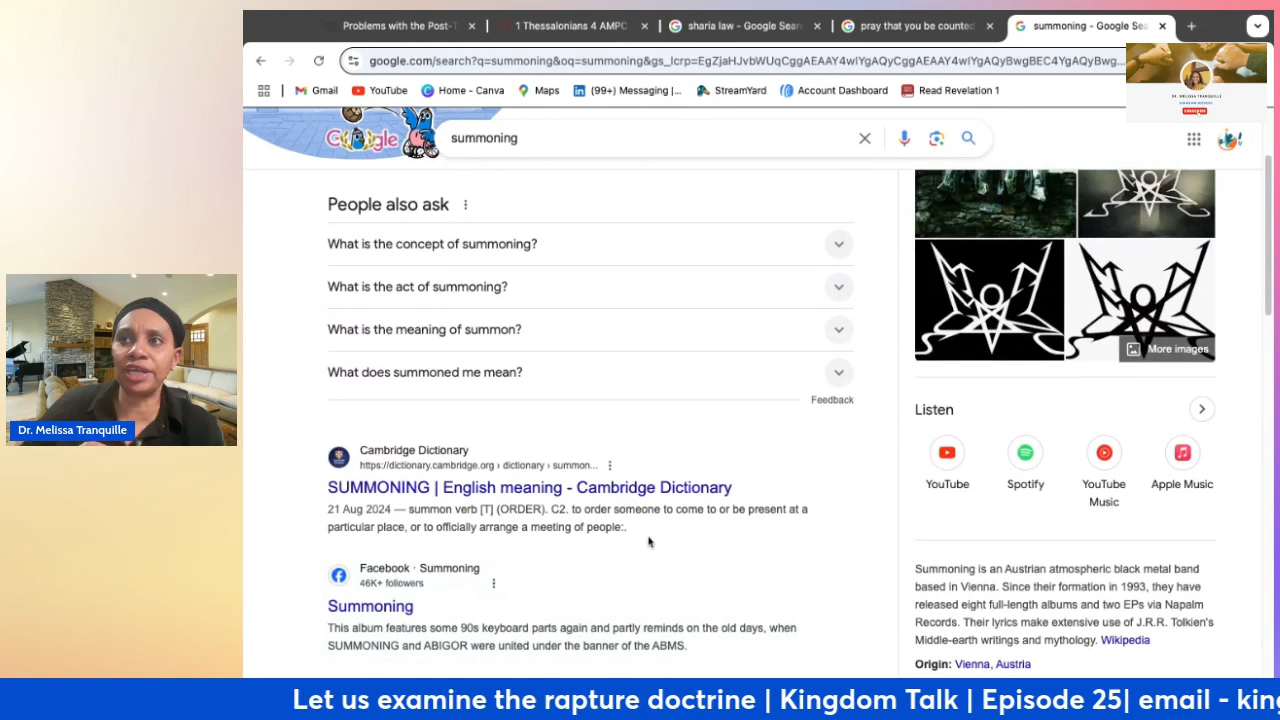 Problems with the Post-T
1 Thessalonians 4 AMPC
sharia law - Google Sear
pray that you be counted
summoning - Google Sea
google.com/search?q=summoning&oq=summoning&gs_lcrp=EgZjaHJvbWUqCggAEAAY4wIYgAQyCggAEAAY4wIYgAQyBwgBEC4YgAQyBwg...
Gmail
YouTube
Home - Canva
Maps
(99+) Messaging |...
StreamYard
Account Dashboard
Read Revelation 1
DR. MELISSA TRANQUILLE
SUBSCRIBE
Google
summoning
People also ask
What is the concept of summoning?
What is the act of summoning?
What is the meaning of summon?
What does summoned me mean?
Feedback
Cambridge Dictionary
https://dictionary.cambridge.org › dictionary › summon...
SUMMONING | English meaning - Cambridge Dictionary
21 Aug 2024 — summon verb [T] (ORDER). C2. to order someone to come to or be present at a
particular place, or to officially arrange a meeting of people:.
Facebook · Summoning
46K+ followers
Summoning
This album features some 90s keyboard parts again and partly reminds on the old days, when
SUMMONING and ABIGOR were united under the banner of the ABMS.
More images
Listen
YouTube
Spotify
YouTube
Music
Apple Music
Summoning is an Austrian atmospheric black metal band
based in Vienna. Since their formation in 1993, they have
released eight full-length albums and two EPs via Napalm
Records. Their lyrics make extensive use of J.R.R. Tolkien's
Middle-earth writings and mythology. Wikipedia
Origin: Vienna, Austria
Dr. Melissa Tranquille
Let us examine the rapture doctrine | Kingdom Talk | Episode 25| email - king